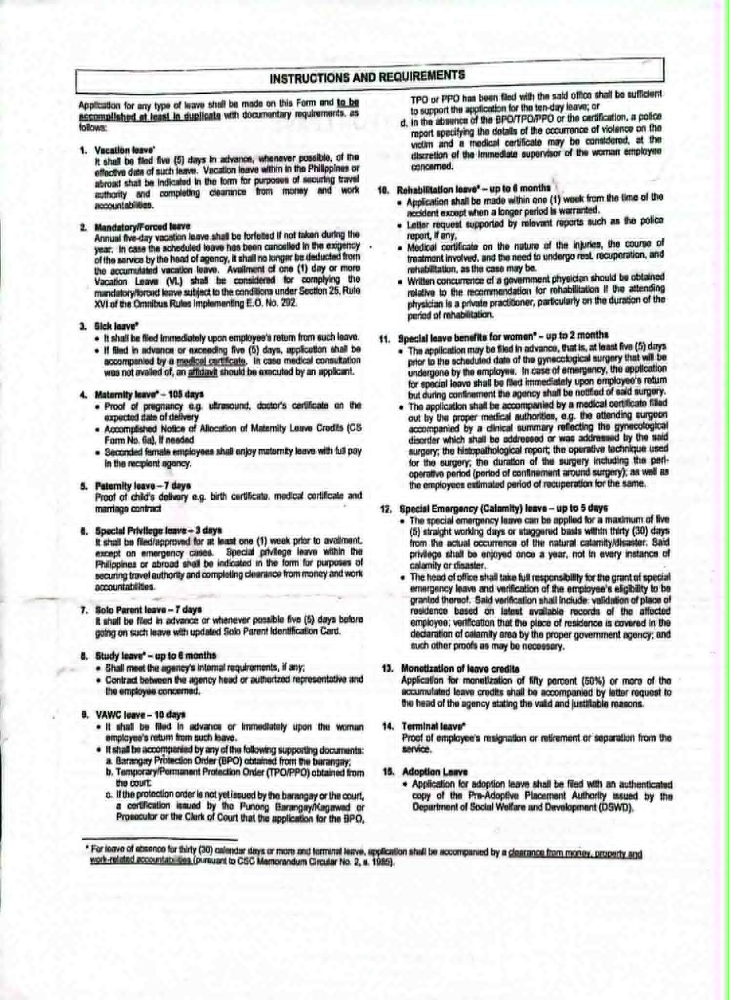 INSTRUCTIONS AND REQUIREMENTS
Application for any type of leave shall be made on this Form and to be
accomplished at least in duplicate with documentary requirements, as
follows:
1. Vacation leave*
It shall be filed five (5) days in advance, whenever possible, of the
effective date of such leave. Vacation leave within in the Philippines or
abroad shall be indicated in the form for purposes of securing travel
authority and completing clearance from money and work
accountabilities.
2. Mandatory/Forced leave
Annual five-day vacation leave shall be forfeited if not taken during the
year. In case the scheduled leave has been cancelled in the exigency
of the service by the head of agency, it shall no longer be deducted from
the accumulated vacation leave. Availment of one (1) day or more
Vacation Leave (VL) shall be considered for complying the
mandatory/forced leave subject to the conditions under Section 25, Rule
XVI of the Omnibus Rules Implementing E.O. No. 292.
3. Sick leave*
• It shall be filed immediately upon employee's return from such leave.
• If filed in advance or exceeding five (5) days, application shall be
accompanied by a medical certificate. In case medical consultation
was not availed of, an affidavit should be executed by an applicant.
4. Maternity leave* – 105 days
• Proof of pregnancy e.g. ultrasound, doctor's certificate on the
expected date of delivery
• Accomplished Notice of Allocation of Maternity Leave Credits (CS
Form No. 6a), if needed
• Seconded female employees shall enjoy maternity leave with full pay
in the recipient agency.
5. Paternity leave – 7 days
Proof of child's delivery e.g. birth certificate, medical certificate and
marriage contract
6. Special Privilege leave – 3 days
It shall be filed/approved for at least one (1) week prior to availment,
except on emergency cases. Special privilege leave within the
Philippines or abroad shall be indicated in the form for purposes of
securing travel authority and completing clearance from money and work
accountabilities.
7. Solo Parent leave – 7 days
It shall be filed in advance or whenever possible five (5) days before
going on such leave with updated Solo Parent Identification Card.
8. Study leave* – up to 6 months
• Shall meet the agency's internal requirements, if any;
• Contract between the agency head or authorized representative and
the employee concerned.
9. VAWC leave – 10 days
• It shall be filed in advance or immediately upon the woman
employee's return from such leave.
• It shall be accompanied by any of the following supporting documents:
a. Barangay Protection Order (BPO) obtained from the barangay;
b. Temporary/Permanent Protection Order (TPO/PPO) obtained from
the court;
c. If the protection order is not yet issued by the barangay or the court,
a certification issued by the Punong Barangay/Kagawad or
Prosecutor or the Clerk of Court that the application for the BPO,
TPO or PPO has been filed with the said office shall be sufficient
to support the application for the ten-day leave; or
d. In the absence of the BPO/TPO/PPO or the certification, a police
report specifying the details of the occurrence of violence on the
victim and a medical certificate may be considered, at the
discretion of the immediate supervisor of the woman employee
concerned.
10. Rehabilitation leave* – up to 6 months
• Application shall be made within one (1) week from the time of the
accident except when a longer period is warranted.
• Letter request supported by relevant reports such as the police
report, if any,
• Medical certificate on the nature of the injuries, the course of
treatment involved, and the need to undergo rest, recuperation, and
rehabilitation, as the case may be.
• Written concurrence of a government physician should be obtained
relative to the recommendation for rehabilitation if the attending
physician is a private practitioner, particularly on the duration of the
period of rehabilitation.
11. Special leave benefits for women* – up to 2 months
• The application may be filed in advance, that is, at least five (5) days
prior to the scheduled date of the gynecological surgery that will be
undergone by the employee. In case of emergency, the application
for special leave shall be filed immediately upon employee's return
but during confinement the agency shall be notified of said surgery.
• The application shall be accompanied by a medical certificate filled
out by the proper medical authorities, e.g. the attending surgeon
accompanied by a clinical summary reflecting the gynecological
disorder which shall be addressed or was addressed by the said
surgery; the histopathological report; the operative technique used
for the surgery; the duration of the surgery including the peri-
operative period (period of confinement around surgery); as well as
the employees estimated period of recuperation for the same.
12. Special Emergency (Calamity) leave – up to 5 days
• The special emergency leave can be applied for a maximum of five
(5) straight working days or staggered basis within thirty (30) days
from the actual occurrence of the natural calamity/disaster. Said
privilege shall be enjoyed once a year, not in every instance of
calamity or disaster.
• The head of office shall take full responsibility for the grant of special
emergency leave and verification of the employee's eligibility to be
granted thereof. Said verification shall include: validation of place of
residence based on latest available records of the affected
employee; verification that the place of residence is covered in the
declaration of calamity area by the proper government agency; and
such other proofs as may be necessary.
13. Monetization of leave credits
Application for monetization of fifty percent (50%) or more of the
accumulated leave credits shall be accompanied by letter request to
the head of the agency stating the valid and justifiable reasons.
14. Terminal leave*
Proof of employee's resignation or retirement or separation from the
service.
15. Adoption Leave
• Application for adoption leave shall be filed with an authenticated
copy of the Pre-Adoptive Placement Authority issued by the
Department of Social Welfare and Development (DSWD).
* For leave of absence for thirty (30) calendar days or more and terminal leave, application shall be accompanied by a clearance from money, property and
work-related accountabilities (pursuant to CSC Memorandum Circular No. 2, s. 1985).